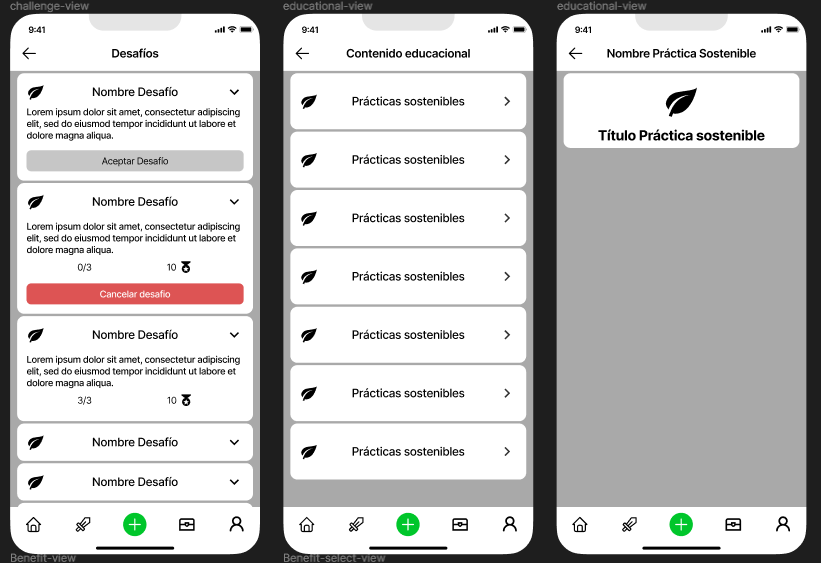 challenge-view
9:41
Desafíos
Nombre Desafío
Lorem ipsum dolor sit amet, consectetur adipiscing
elit, sed do eiusmod tempor incididunt ut labore et
dolore magna aliqua.
Aceptar Desafío
Nombre Desafío
Lorem ipsum dolor sit amet, consectetur adipiscing
elit, sed do eiusmod tempor incididunt ut labore et
dolore magna aliqua.
0/3 10
Cancelar desafío
Nombre Desafío
Lorem ipsum dolor sit amet, consectetur adipiscing
elit, sed do eiusmod tempor incididunt ut labore et
dolore magna aliqua.
3/3 10
Nombre Desafío
Nombre Desafío
Benefit-view
educational-view
9:41
Contenido educacional
Prácticas sostenibles
Prácticas sostenibles
Prácticas sostenibles
Prácticas sostenibles
Prácticas sostenibles
Prácticas sostenibles
Prácticas sostenibles
Benefit-select-view
educational-view
9:41
Nombre Práctica Sostenible
Título Práctica sostenible